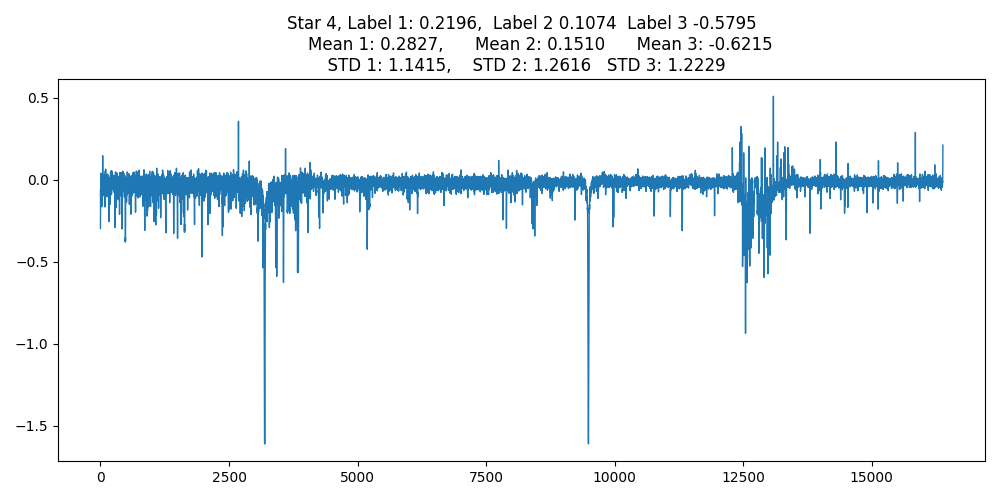 Star 4, Label 1: 0.2196,  Label 2 0.1074  Label 3 -0.5795
Mean 1: 0.2827,      Mean 2: 0.1510      Mean 3: -0.6215
STD 1: 1.1415,    STD 2: 1.2616   STD 3: 1.2229
0.5
0.0
−0.5
−1.0
−1.5
0 2500 5000 7500 10000 12500 15000